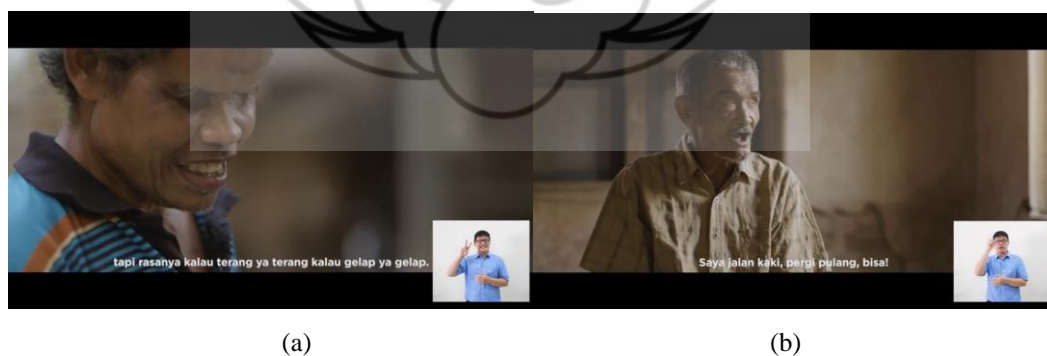 tapi rasanya kalau terang ya terang kalau gelap ya gelap.
Saya jalan kaki, pergi pulang, bisa!
(a)
(b)